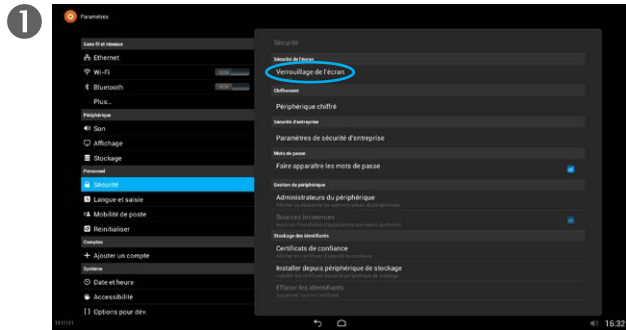 1
Paramètres
Sans fil et réseaux
Ethernet
Wi-Fi
Bluetooth
Plus...
Périphérique
Son
Affichage
Stockage
Personnel
Sécurité
Langue et saisie
Mobilité de poste
Réinitialiser
Comptes
+ Ajouter un compte
Système
Date et heure
Accessibilité
{} Options pour dév.
Sécurité
Sécurité de l'écran
Verrouillage de l'écran
Chiffrement
Périphérique chiffré
Sécurité d'entreprise
Paramètres de sécurité d'entreprise
Mots de passe
Faire apparaître les mots de passe
Gestion du périphérique
Administrateurs du périphérique
Sources inconnues
Stockage des identifiants
Certificats de confiance
Installer depuis périphérique de stockage
Effacer les identifiants
16:32